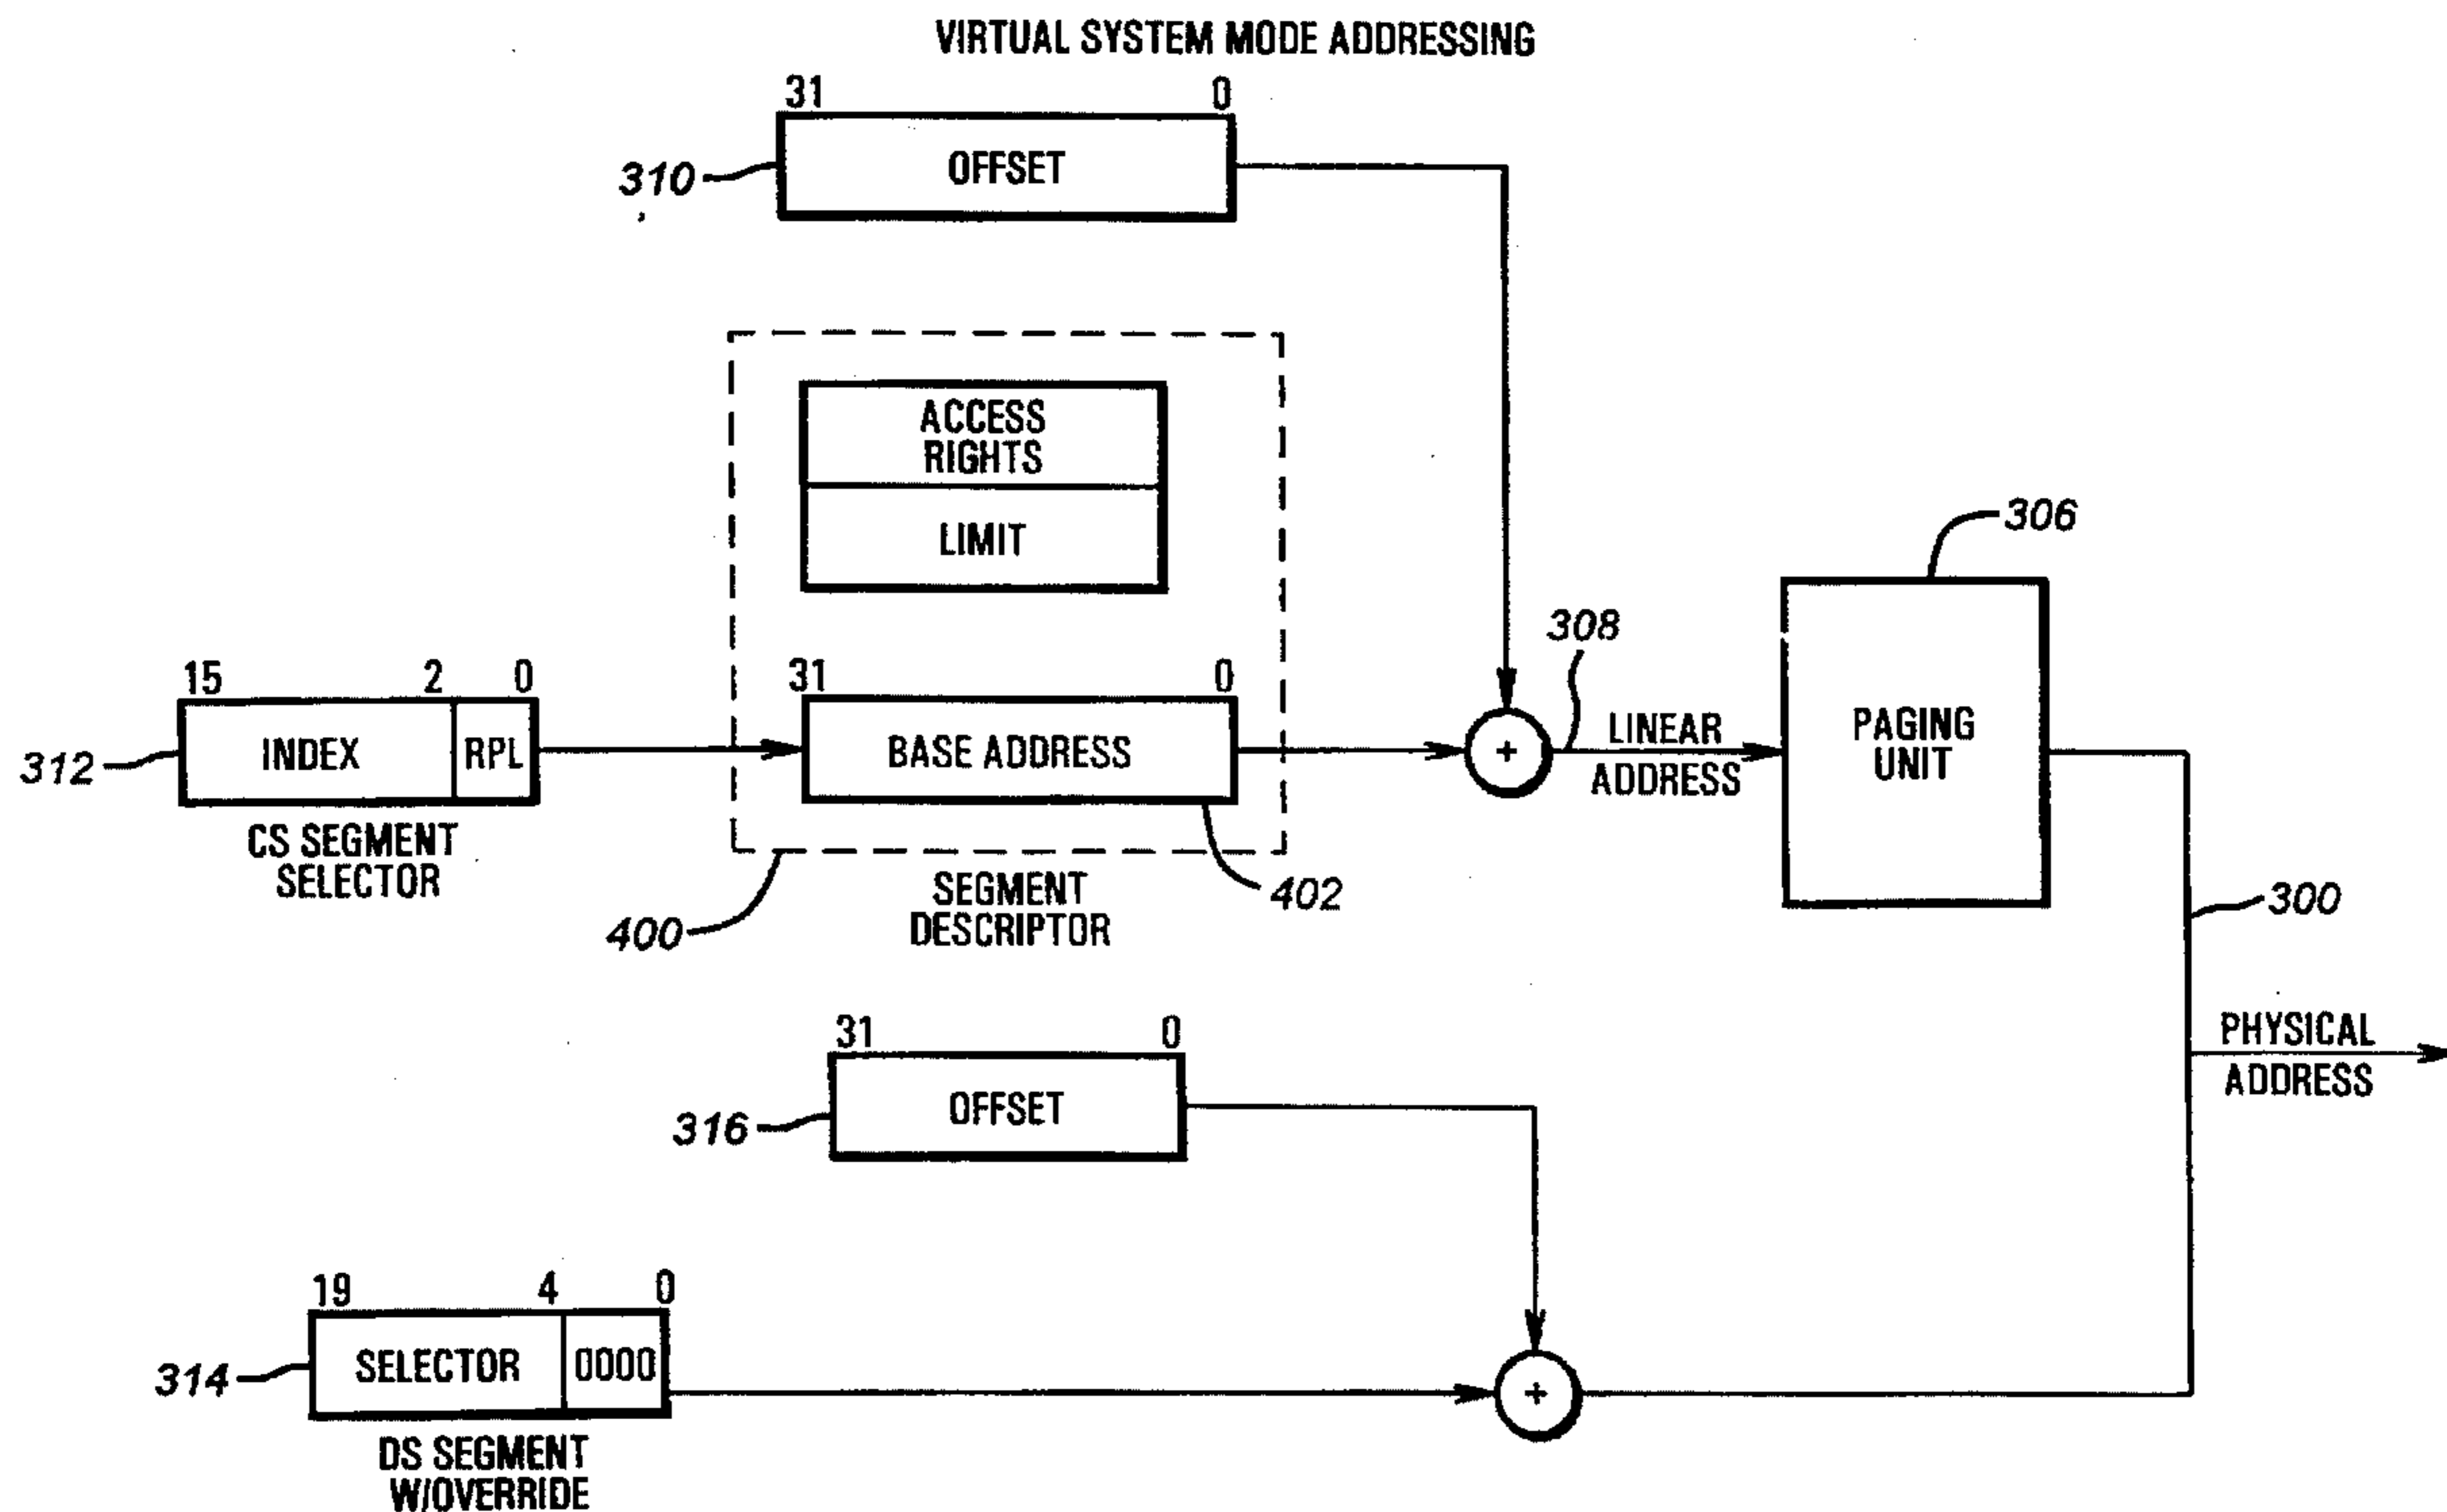 VIRTUAL SYSTEM MODE ADDRESSING
31 0
310
OFFSET
ACCESS
RIGHTS
LIMIT
306
308
15 2 0
31 0
312
INDEX RPL
BASE ADDRESS
LINEAR
ADDRESS
PAGING
UNIT
CS SEGMENT
SELECTOR
400
SEGMENT
DESCRIPTOR
402
300
31 0
316
OFFSET
PHYSICAL
ADDRESS
19 4 0
314
SELECTOR 0000
DS SEGMENT
W/OVERRIDE
+
+